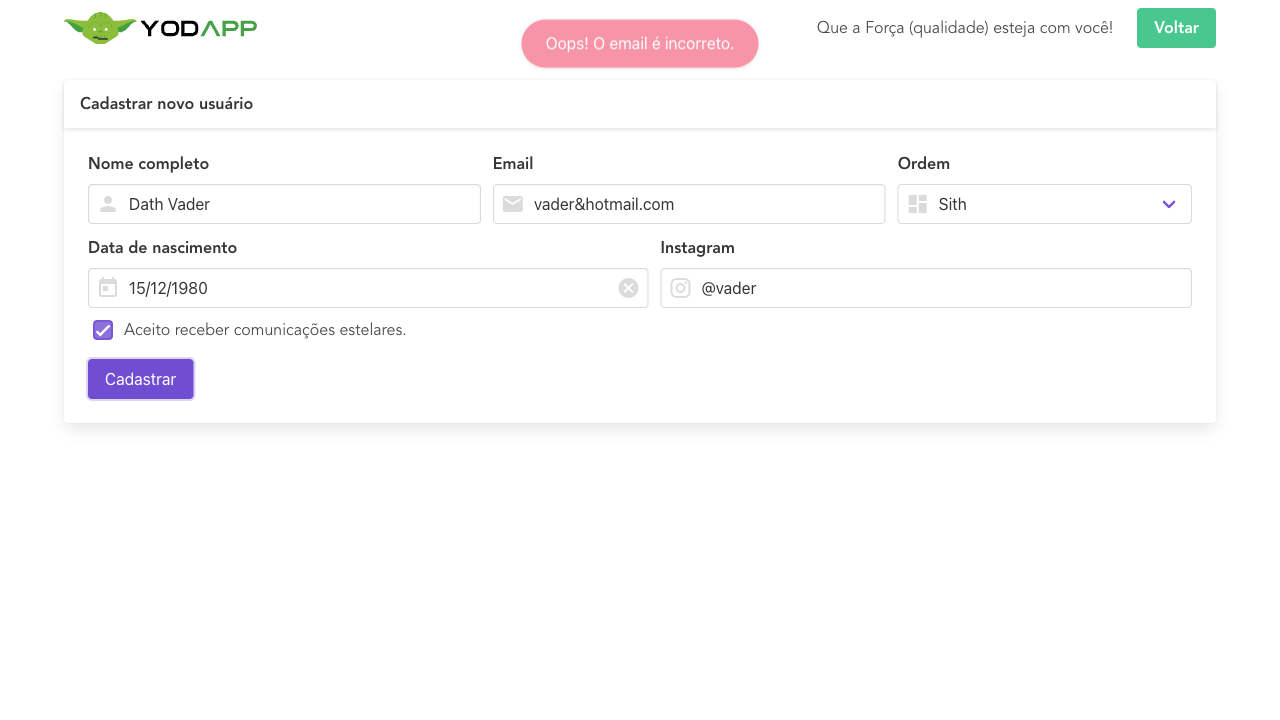 YODAPP
Oops! O email é incorreto.
Que a Força (qualidade) esteja com você!
Voltar
Cadastrar novo usuário
Nome completo
Email
Ordem
Dath Vader
vader&hotmail.com
Sith
Data de nascimento
Instagram
15/12/1980
@vader
Aceito receber comunicações estelares.
Cadastrar